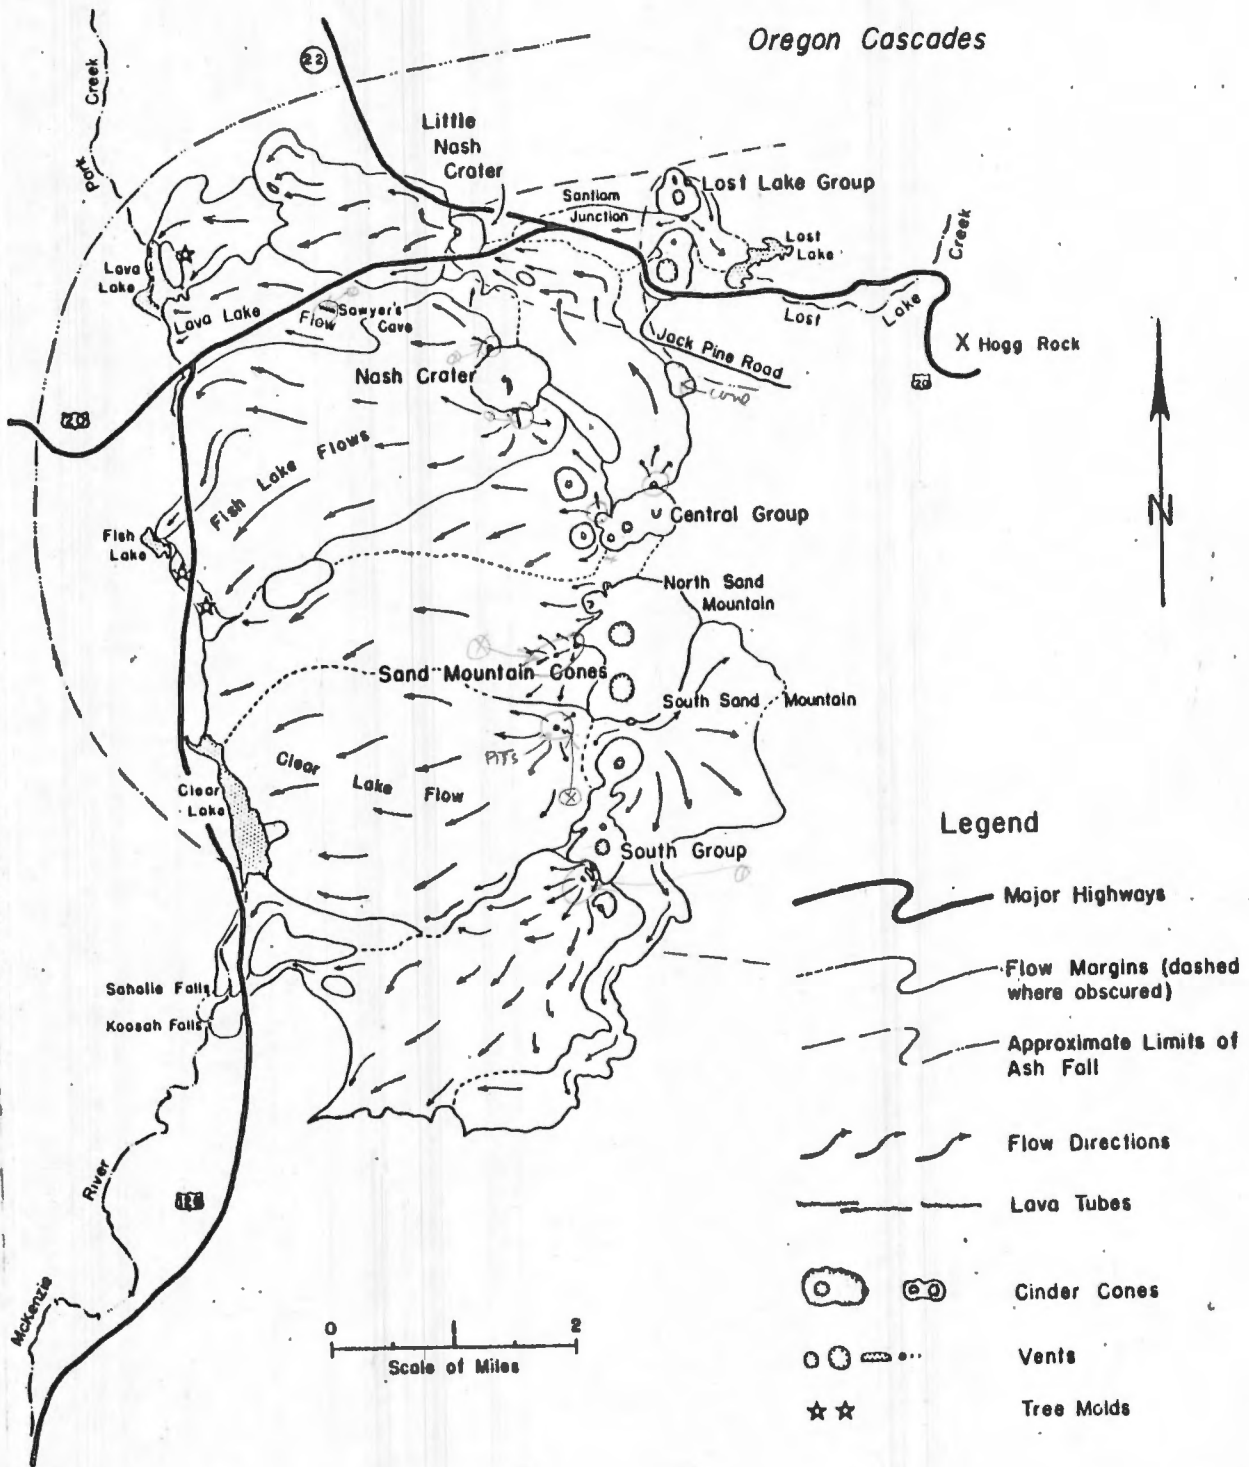 Oregon Cascades
22
Creek
Park
Little
Nash
Crater
Santiam
Junction
Lost Lake Group
Lost
Lake
Creek
Lake
Lost
Lava
Lake
Lava Lake
Flow
Sawyer's
Cave
Jack Pine Road
X Hogg Rock
20
Nash Crater
cone
20
Fish Lake Flows
N
Central Group
Fish
Lake
North Sand
Mountain
Sand Mountain Cones
South Sand Mountain
PITS
Clear Lake Flow
Clear
Lake
South Group
Legend
Major Highways
Flow Margins (dashed
where obscured)
Sahalie Falls
Koosah Falls
Approximate Limits of
Ash Fall
Flow Directions
River
126
Lava Tubes
McKenzie
Cinder Cones
0 1 2
Scale of Miles
Vents
Tree Molds